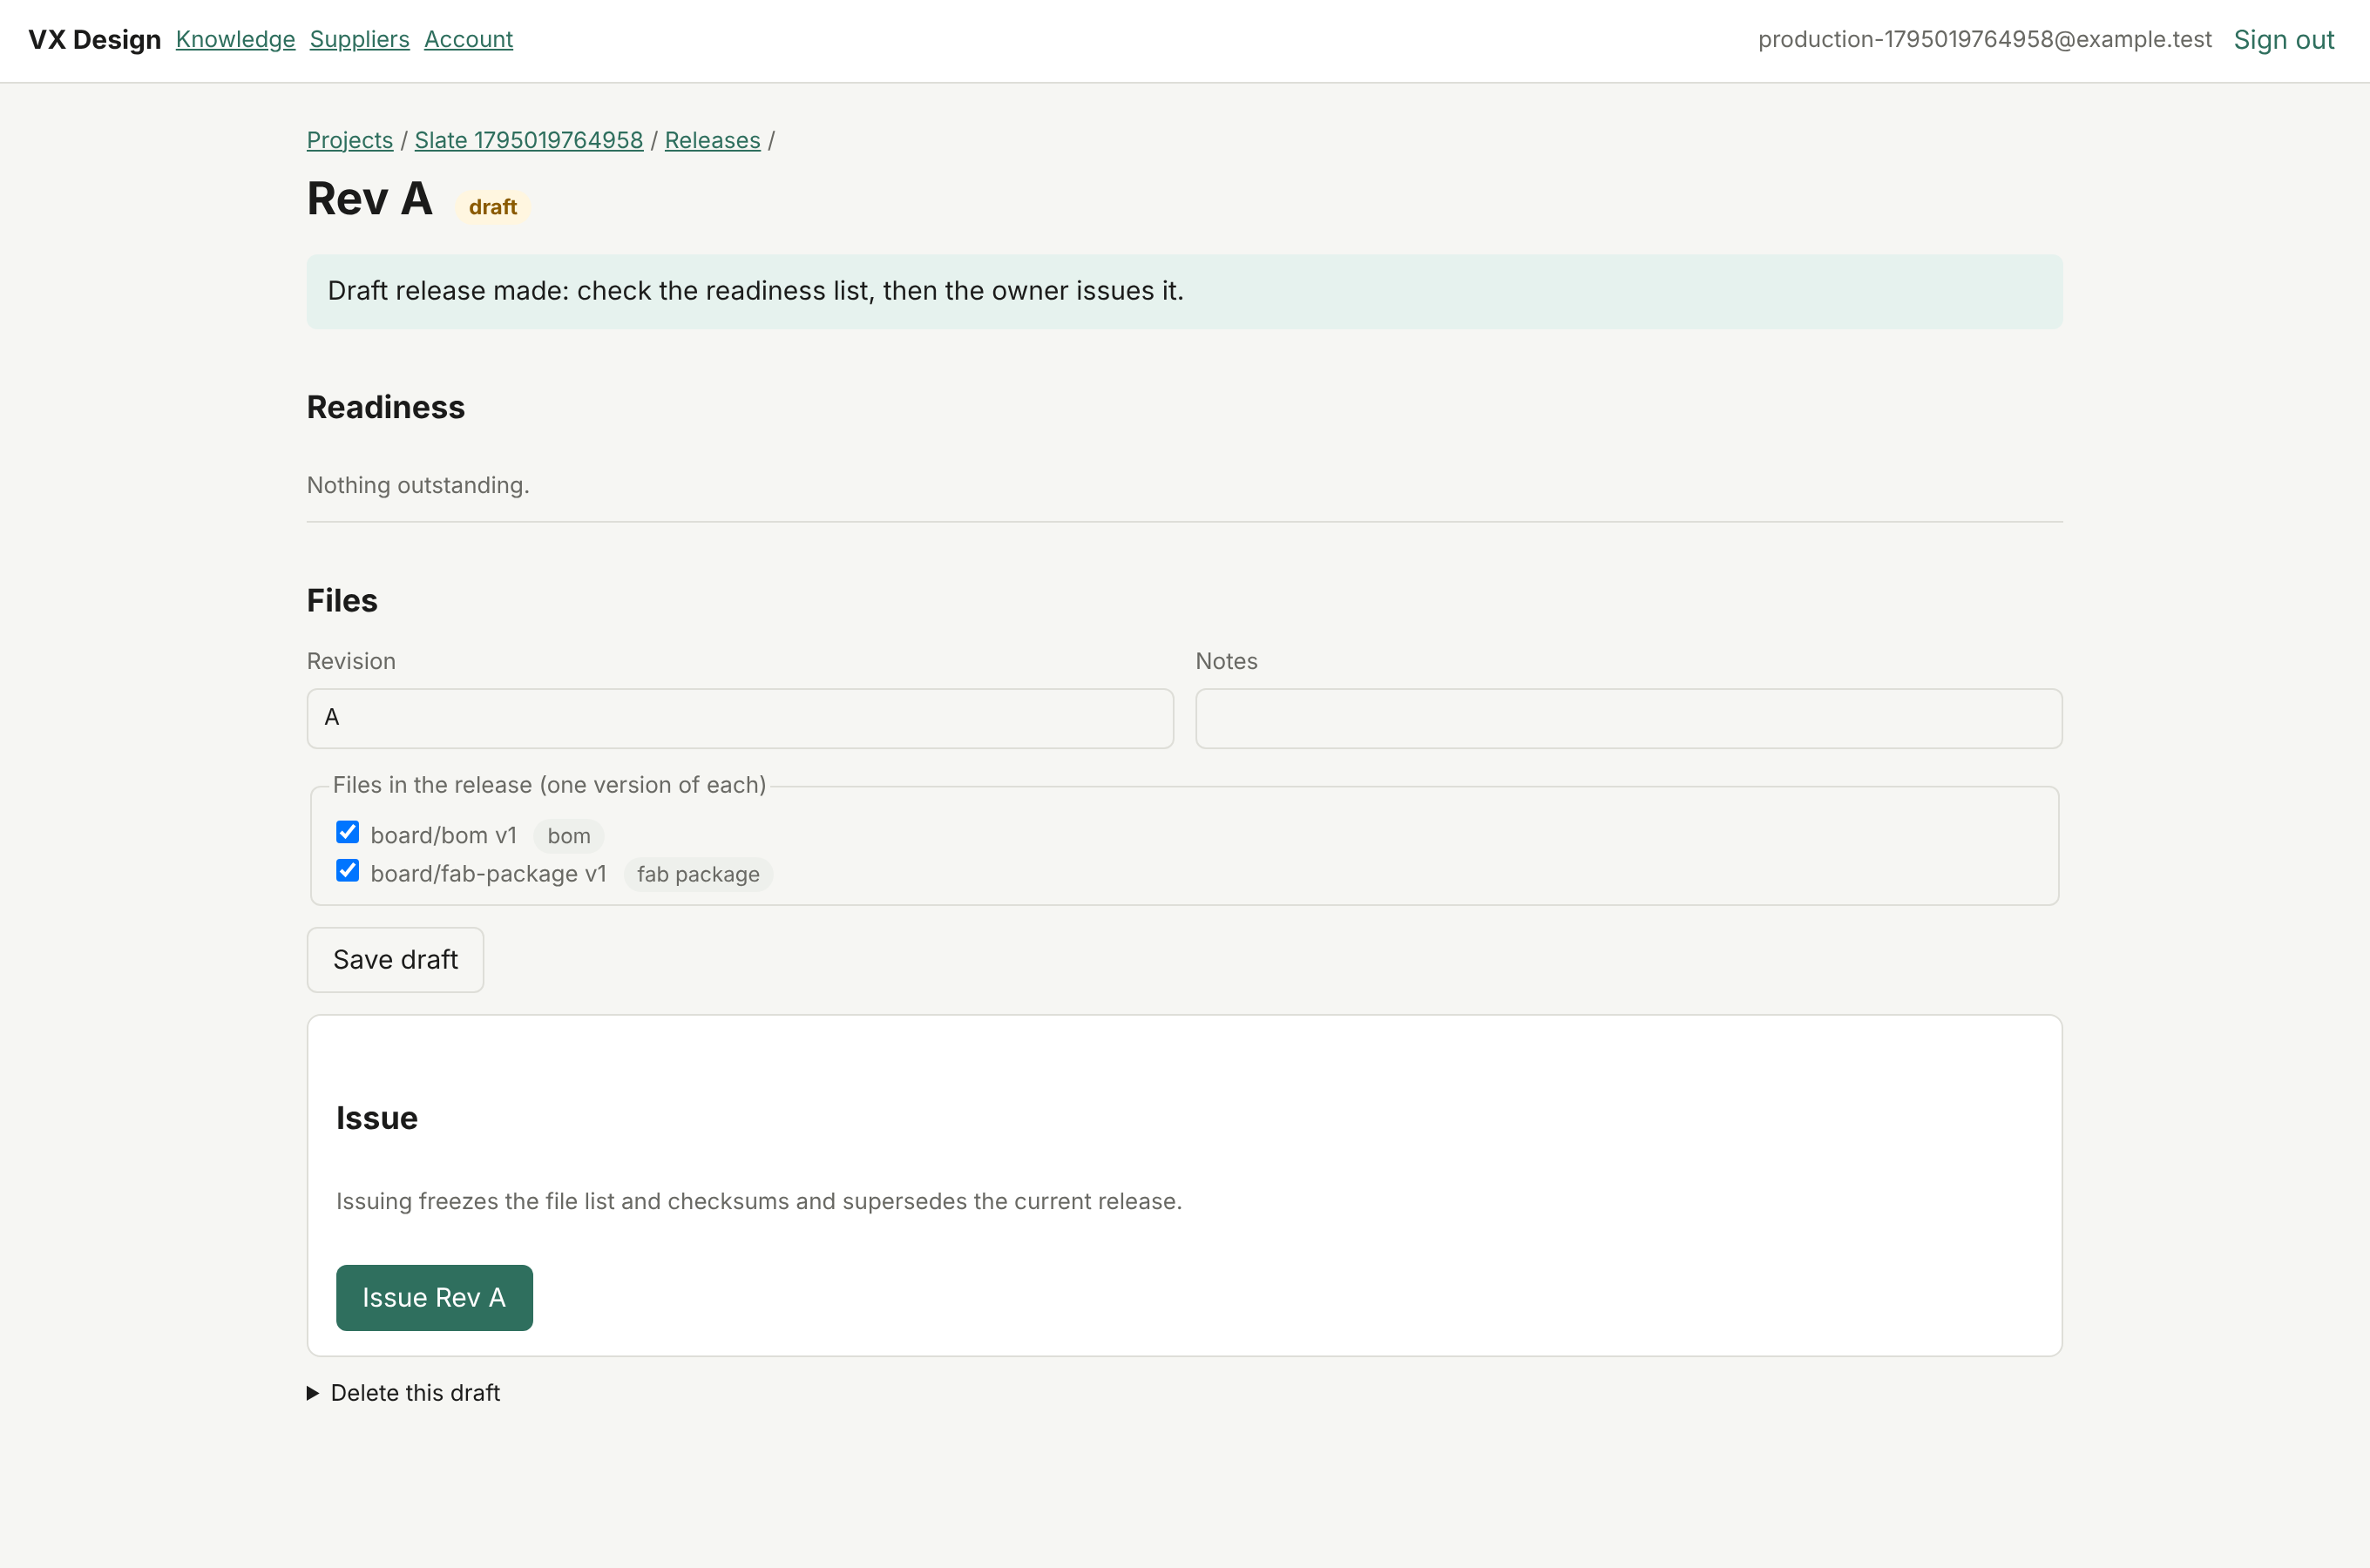 VX Design Knowledge Suppliers Account production-1795019764958@example.test Sign out
Projects / Slate 1795019764958 / Releases /
Rev A draft
Draft release made: check the readiness list, then the owner issues it.
Readiness
Nothing outstanding.
Files
Revision Notes
A
Files in the release (one version of each)
board/bom v1 bom
board/fab-package v1 fab package
Save draft
Issue
Issuing freezes the file list and checksums and supersedes the current release.
Issue Rev A
Delete this draft